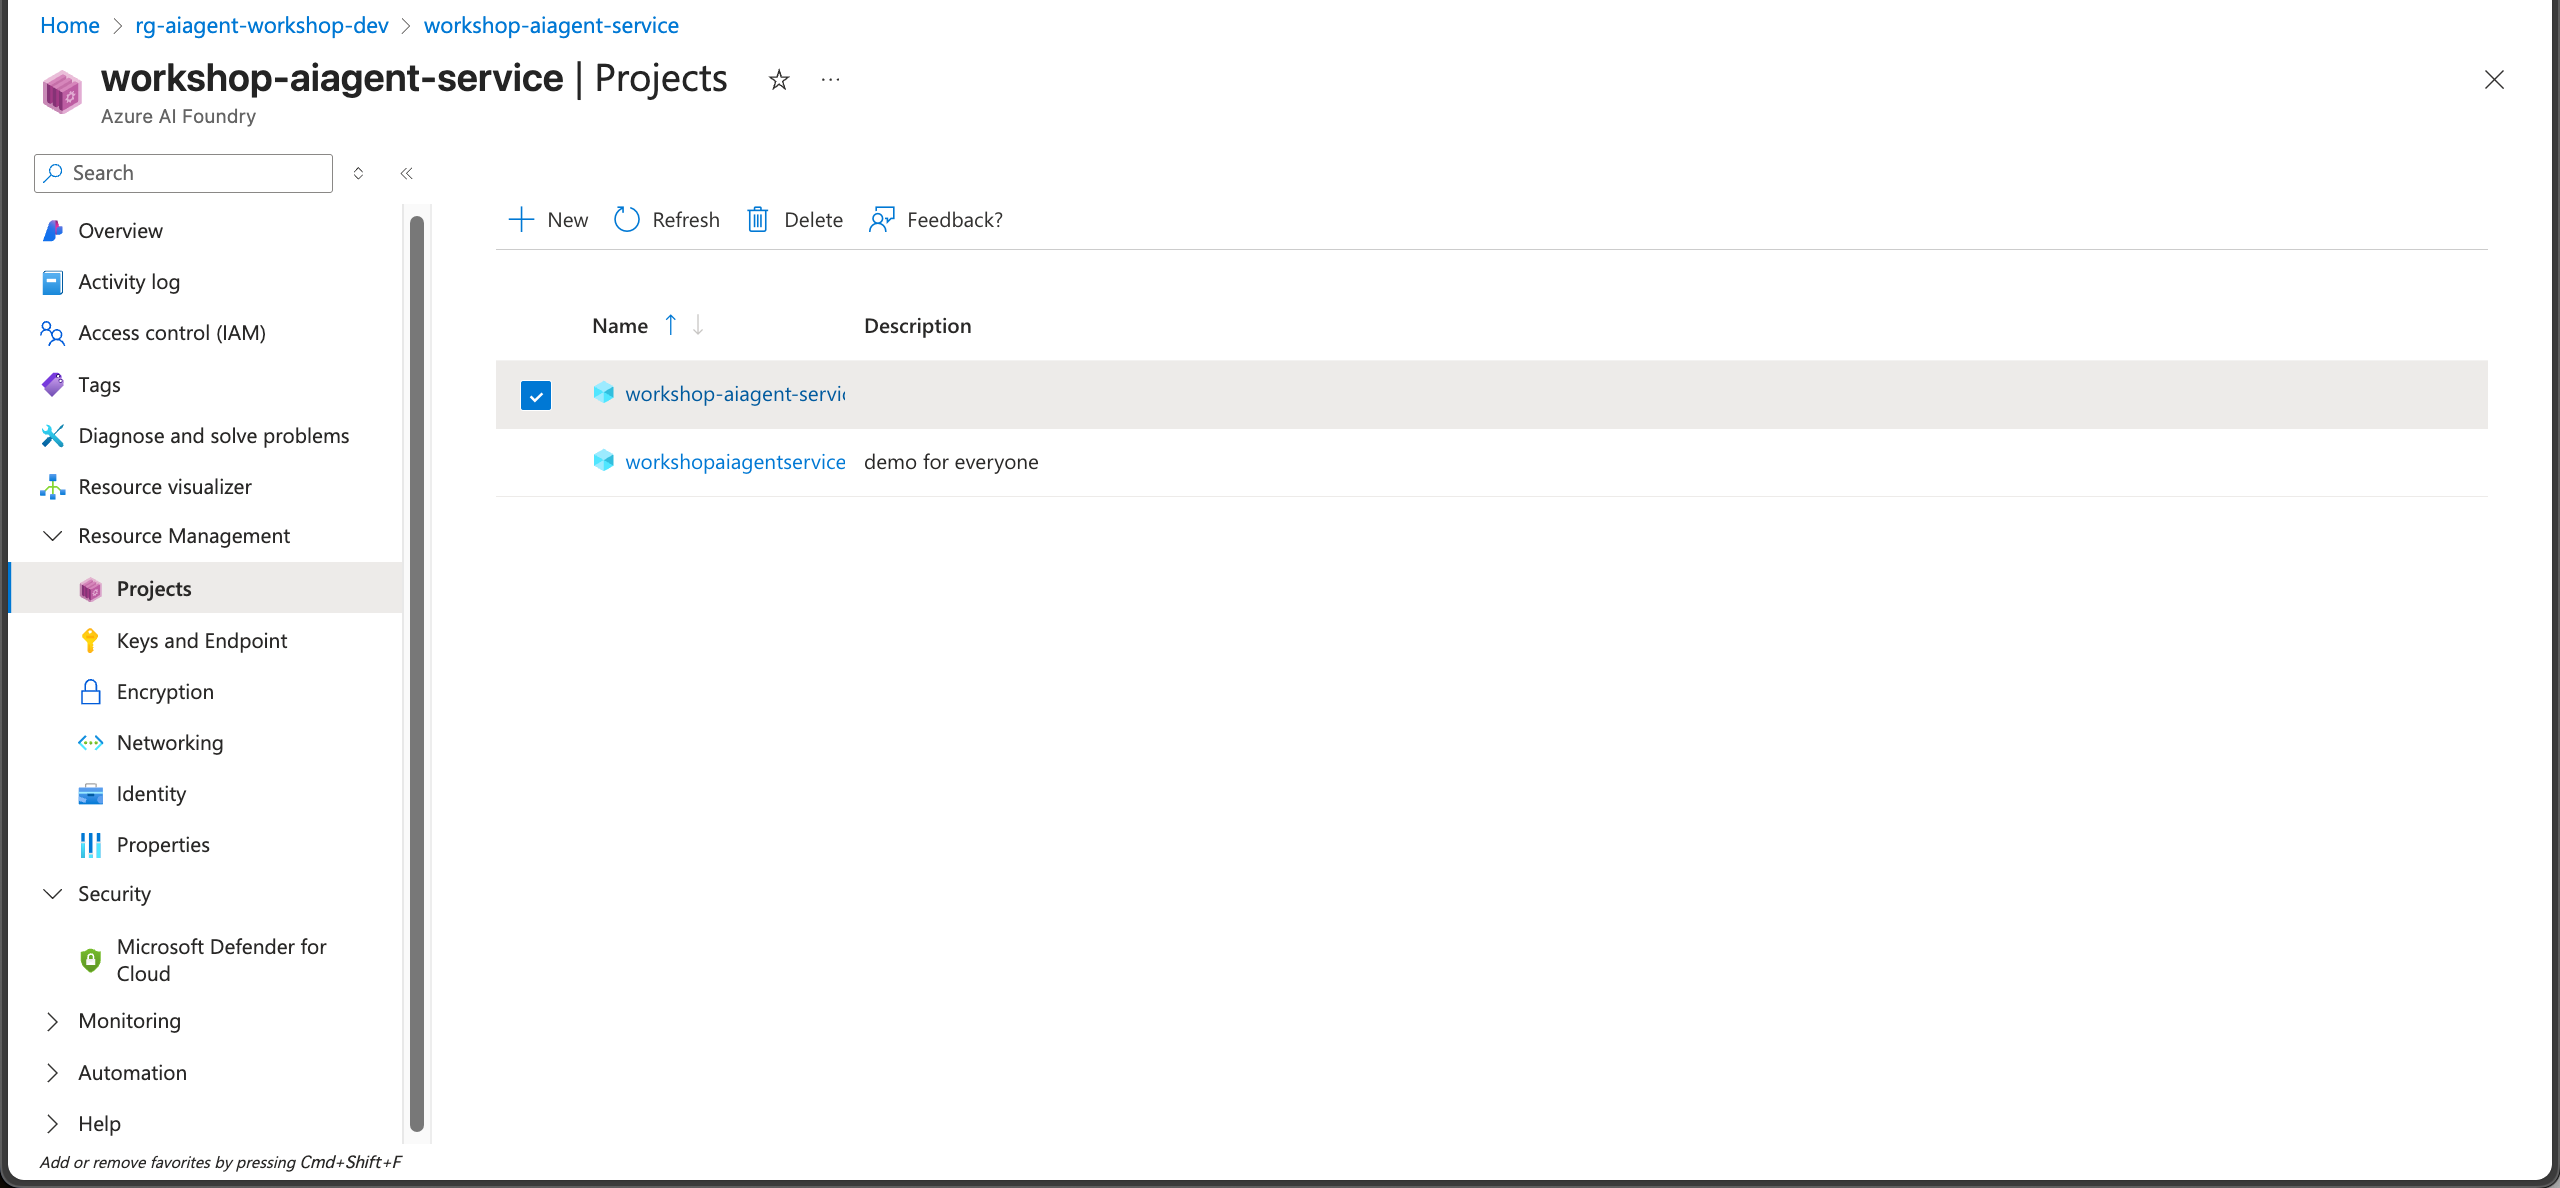 Home > rg-aiagent-workshop-dev > workshop-aiagent-service
workshop-aiagent-service | Projects
Azure AI Foundry
Search
Overview
Activity log
Access control (IAM)
Tags
Diagnose and solve problems
Resource visualizer
Resource Management
Projects
Keys and Endpoint
Encryption
Networking
Identity
Properties
Security
Microsoft Defender for
Cloud
Monitoring
Automation
Help
Add or remove favorites by pressing Cmd+Shift+F
New Refresh Delete Feedback?
Name Description
workshop-aiagent-servic
workshopaiagentservice demo for everyone